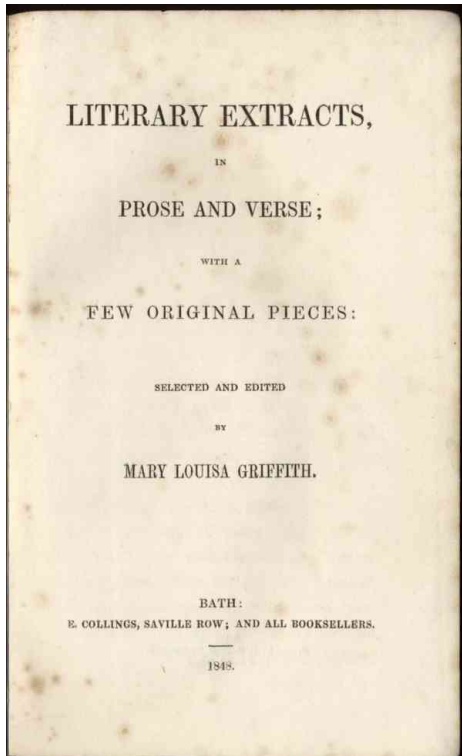 LITERARY EXTRACTS,
IN
PROSE AND VERSE;
WITH A
FEW ORIGINAL PIECES:
SELECTED AND EDITED
BY
MARY LOUISA GRIFFITH.
BATH:
E. COLLINGS, SAVILLE ROW; AND ALL BOOKSELLERS.
1848.